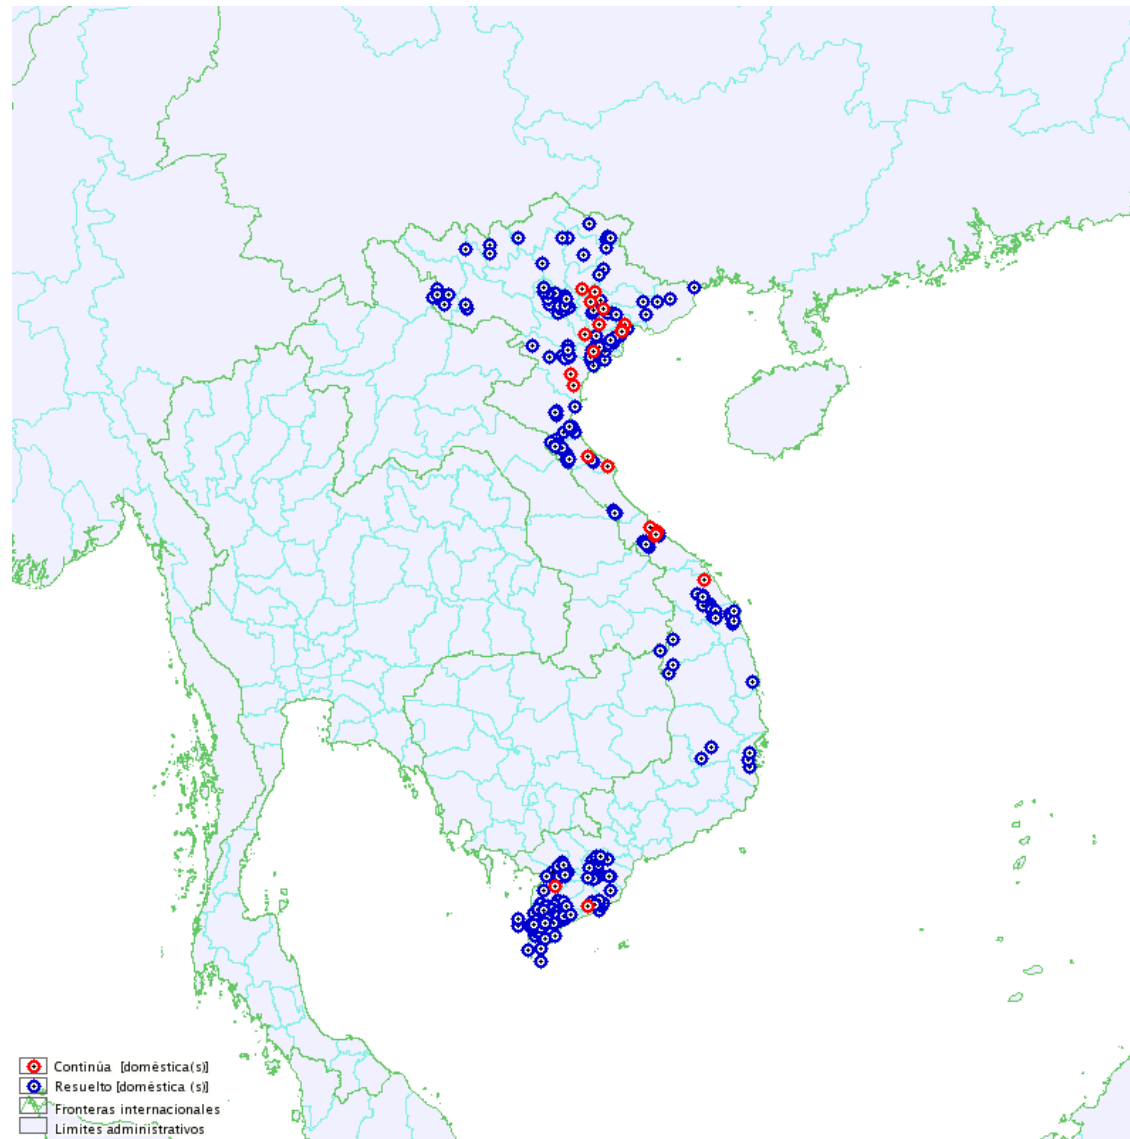 Continúa [doméstica(s)]
Resuelto [doméstica (s)]
Fronteras internacionales
Límites administrativos